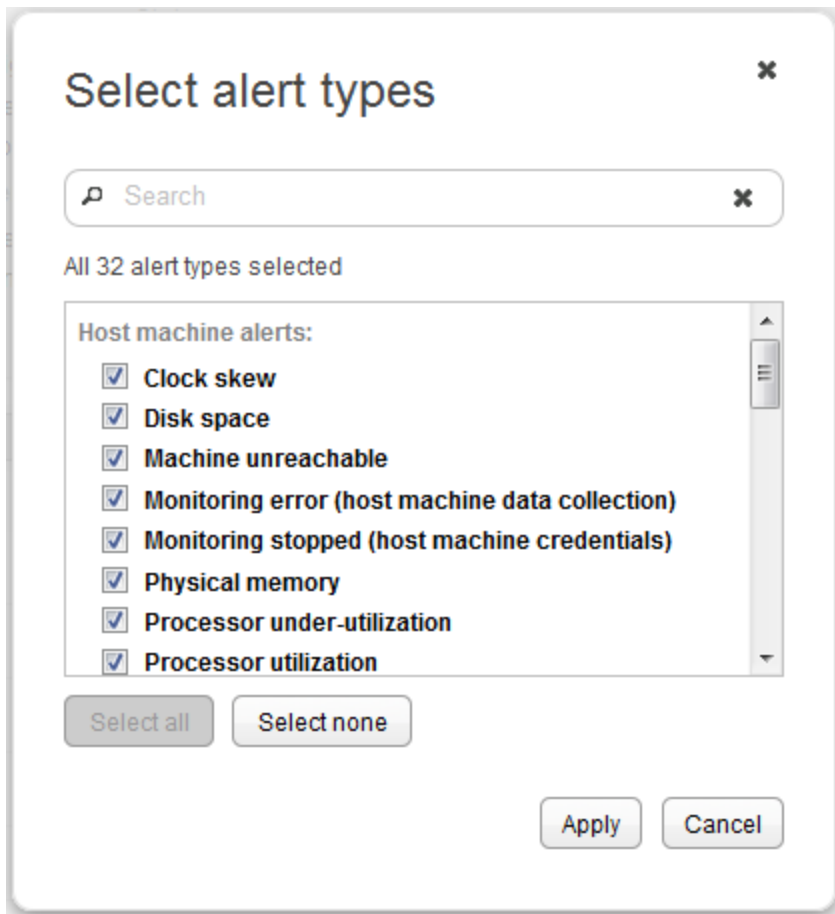 Select alert types
Search
All 32 alert types selected
Host machine alerts:
Clock skew
Disk space
Machine unreachable
Monitoring error (host machine data collection)
Monitoring stopped (host machine credentials)
Physical memory
Processor under-utilization
Processor utilization
Select all Select none
Apply Cancel